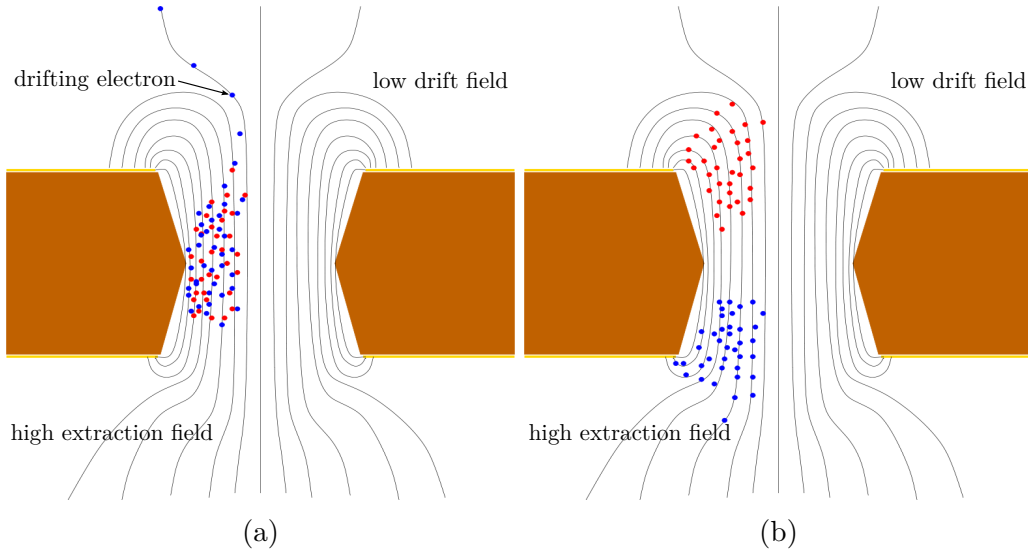 drifting electron
low drift field
high extraction field
(a)
low drift field
high extraction field
(b)